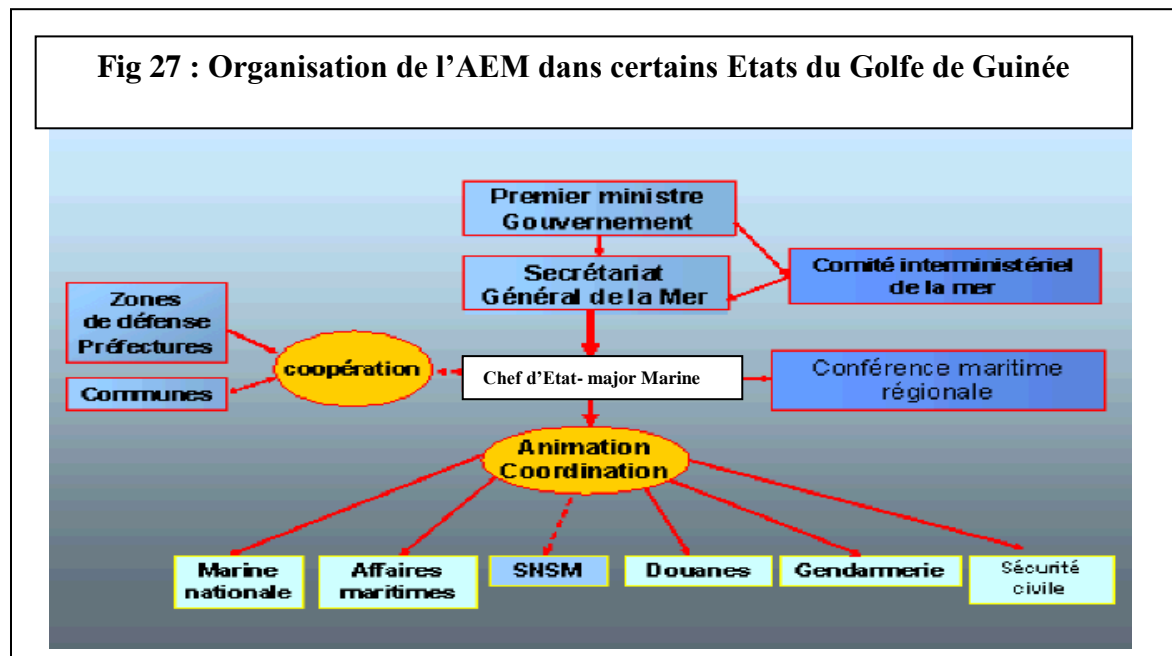 Fig 27 : Organisation de l’AEM dans certains Etats du Golfe de Guinée
Premier ministre
Gouvernement
Secrétariat
Général de la Mer
Comité interministériel
de la mer
Zones
de défense
Préfectures
coopération
Communes
Chef d’Etat- major Marine
Conférence maritime
régionale
Animation
Coordination
Marine
nationale
Affaires
maritimes
SNSM
Douanes
Gendarmerie
Sécurité
civile